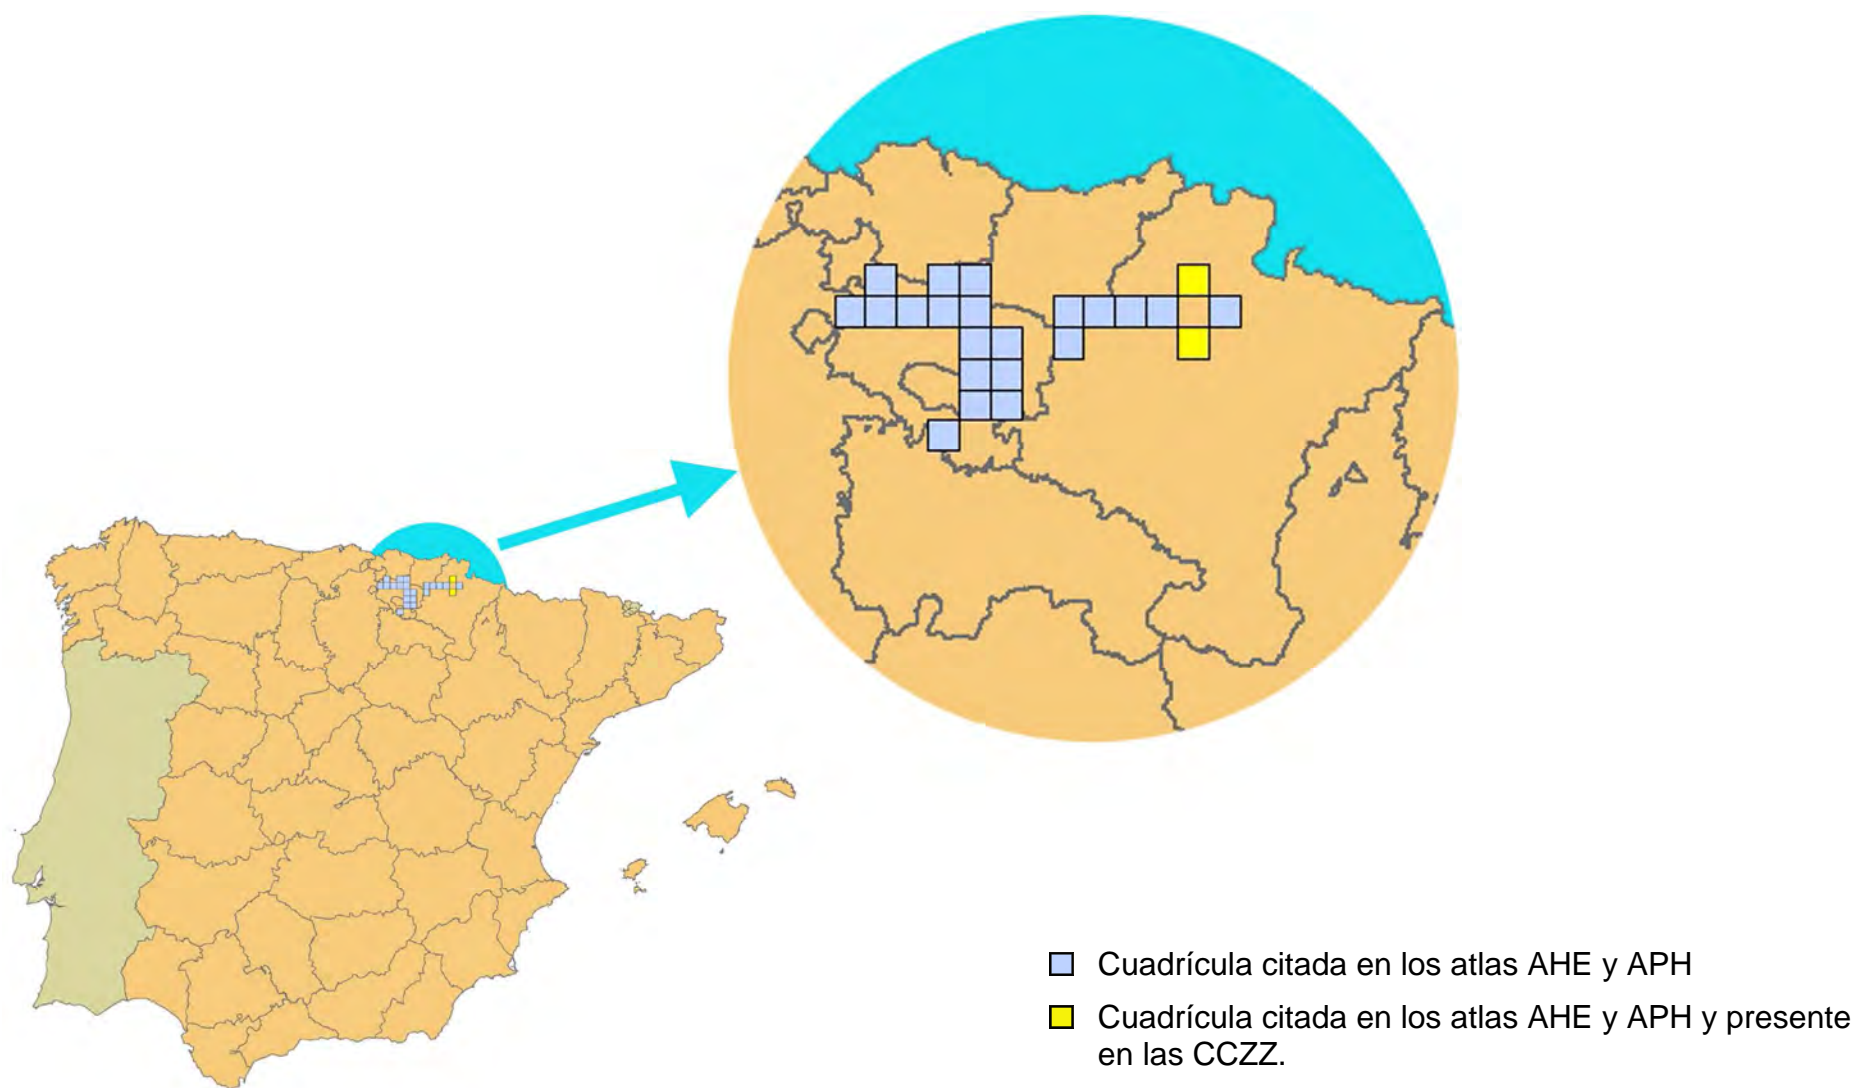 Cuadrícula citada en los atlas AHE y APH
Cuadrícula citada en los atlas AHE y APH y presente
en las CCZZ.